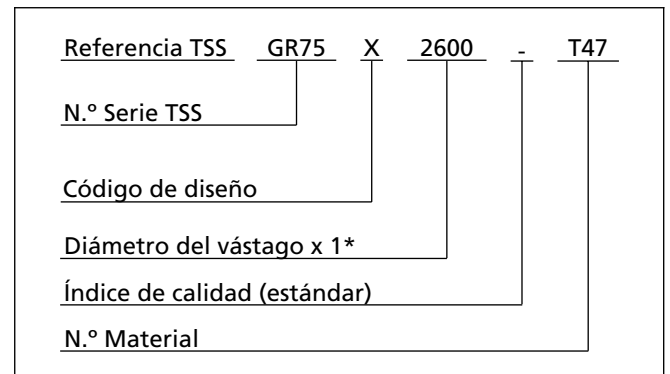 Referencia TSS GR75 X 2600 - T47
N.º Serie TSS
Código de diseño
Diámetro del vástago x 1*
Índice de calidad (estándar)
N.º Material